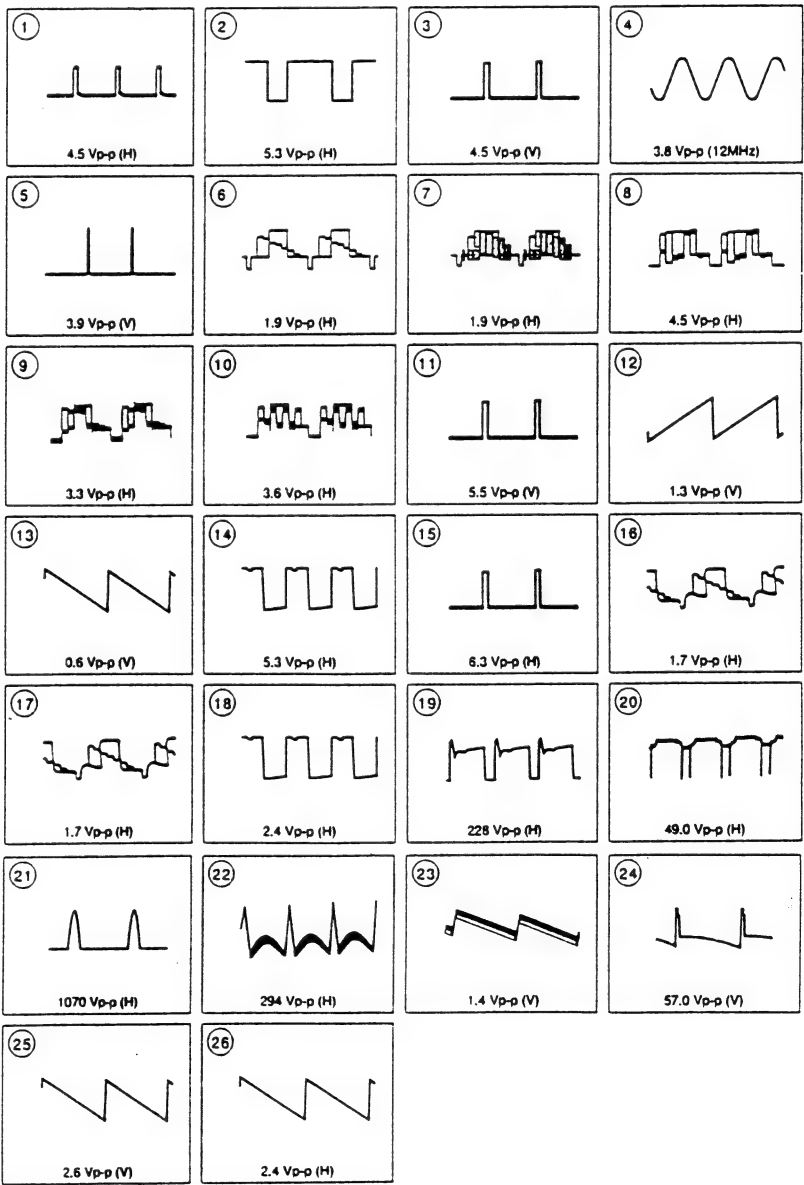 1
4.5 Vp-p (H)
2
5.3 Vp-p (H)
3
4.5 Vp-p (V)
4
3.8 Vp-p (12MHz)
5
3.9 Vp-p (V)
6
1.9 Vp-p (H)
7
1.9 Vp-p (H)
8
4.5 Vp-p (H)
9
3.3 Vp-p (H)
10
3.6 Vp-p (H)
11
5.5 Vp-p (V)
12
1.3 Vp-p (V)
13
0.6 Vp-p (V)
14
5.3 Vp-p (H)
15
6.3 Vp-p (H)
16
1.7 Vp-p (H)
17
1.7 Vp-p (H)
18
2.4 Vp-p (H)
19
228 Vp-p (H)
20
49.0 Vp-p (H)
21
1070 Vp-p (H)
22
294 Vp-p (H)
23
1.4 Vp-p (V)
24
57.0 Vp-p (V)
25
2.6 Vp-p (V)
26
2.4 Vp-p (H)